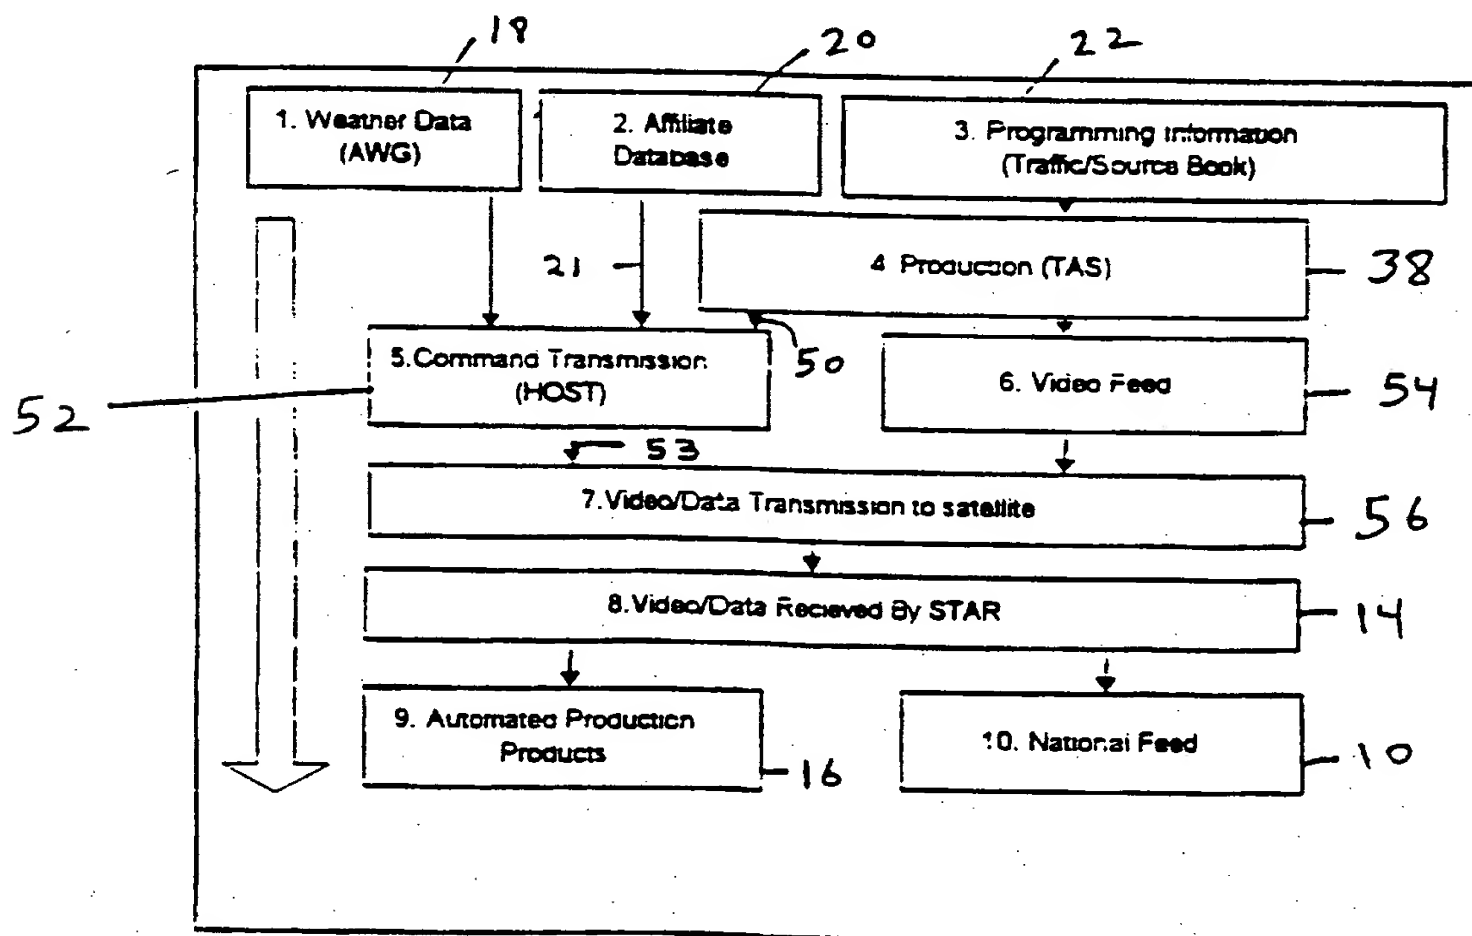 18
20
22
1. Weather Data
(AWG)
2. Affiliate
Database
3. Programming Information
(Traffic/Source Book)
21
4 Production (TAS)
38
5.Command Transmission
(HOST)
50
6. Video Feed
54
52
53
7.Video/Data Transmission to satellite
56
8.Video/Data Recieved By STAR
14
9. Automated Production
Products
16
10. National Feed
10